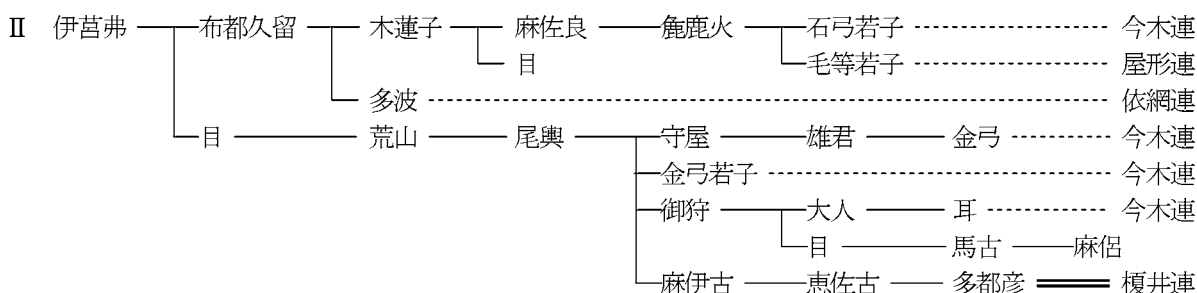 Ⅱ 伊莒弗 布都久留 木蓮子 麻佐良 麁鹿火 石弓若子 今木連
目 毛等若子 屋形連
多波 依網連
目 荒山 尾輿 守屋 雄君 金弓 今木連
金弓若子 今木連
御狩 大人 耳 今木連
目 馬古 麻侶
麻伊古 恵佐古 多都彦 榎井連